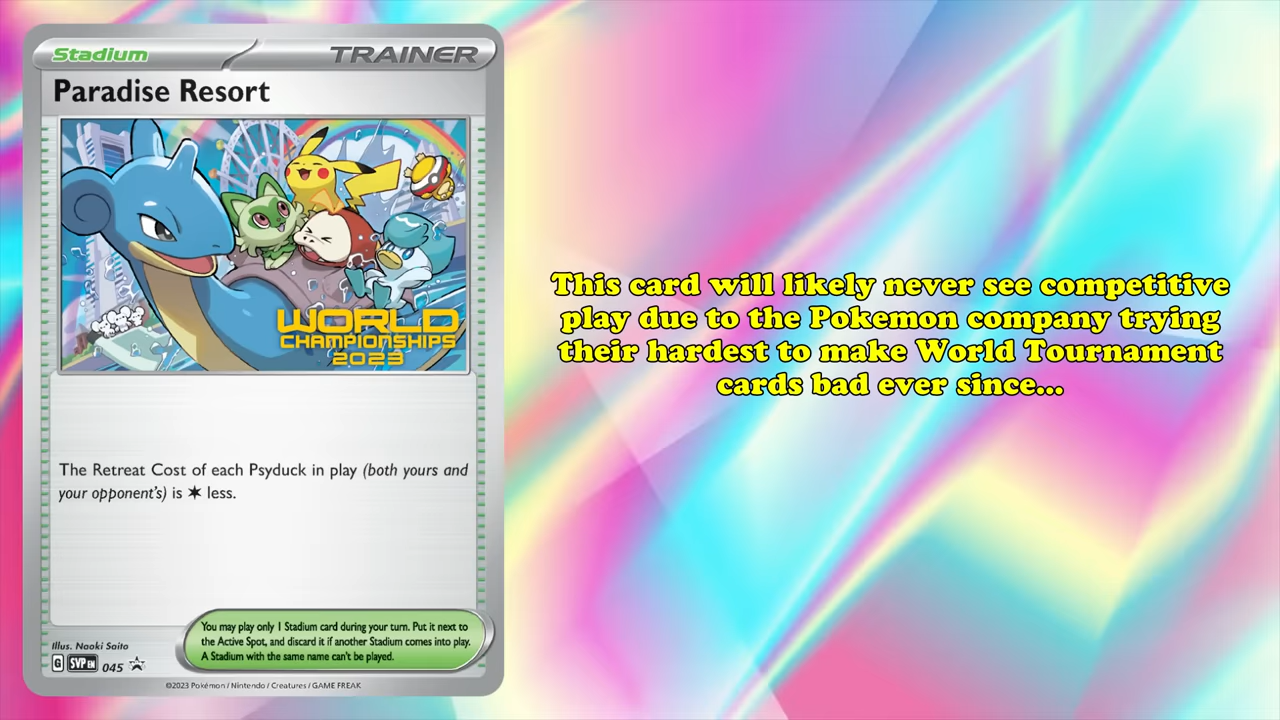 Stadium
TRAINER
Paradise Resort
WORLD
CHAMPIONSHIPS
2023
The Retreat Cost of each Psyduck in play (both yours and
your opponent's) is ✶ less.
You may play only 1 Stadium card during your turn. Put it next to
the Active Spot, and discard it if another Stadium comes into play.
A Stadium with the same name can't be played.
Illus. Naoki Saito
G SVP EN 045
©2023 Pokémon / Nintendo / Creatures / GAME FREAK
This card will likely never see competitive
play due to the Pokemon company trying
their hardest to make World Tournament
cards bad ever since...